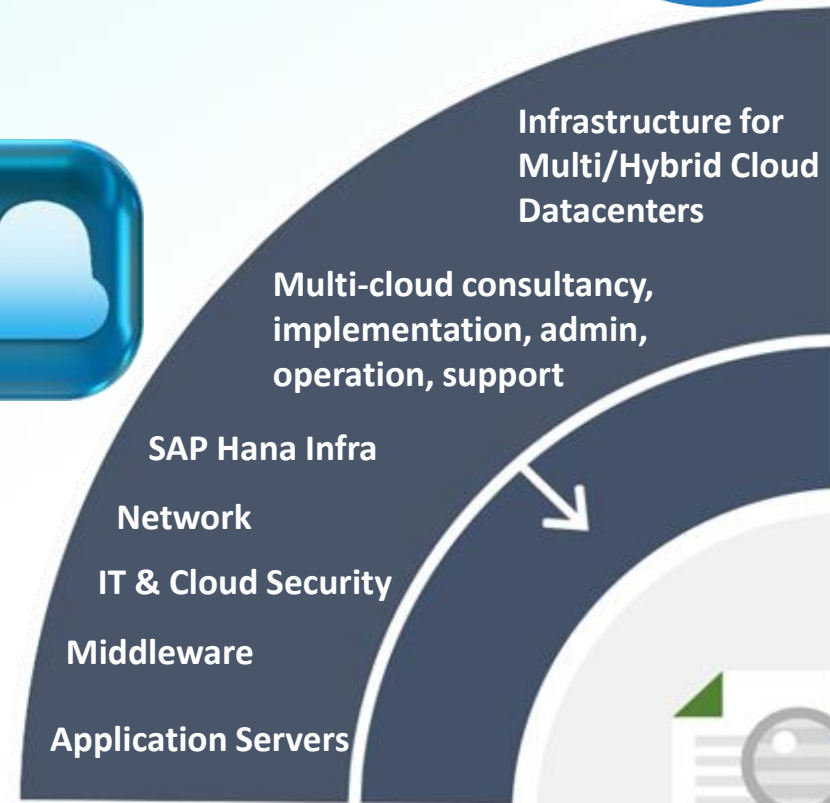 Infrastructure for
Multi/Hybrid Cloud
Datacenters
Multi-cloud consultancy,
implementation, admin,
operation, support
SAP Hana Infra
Network
IT & Cloud Security
Middleware
Application Servers